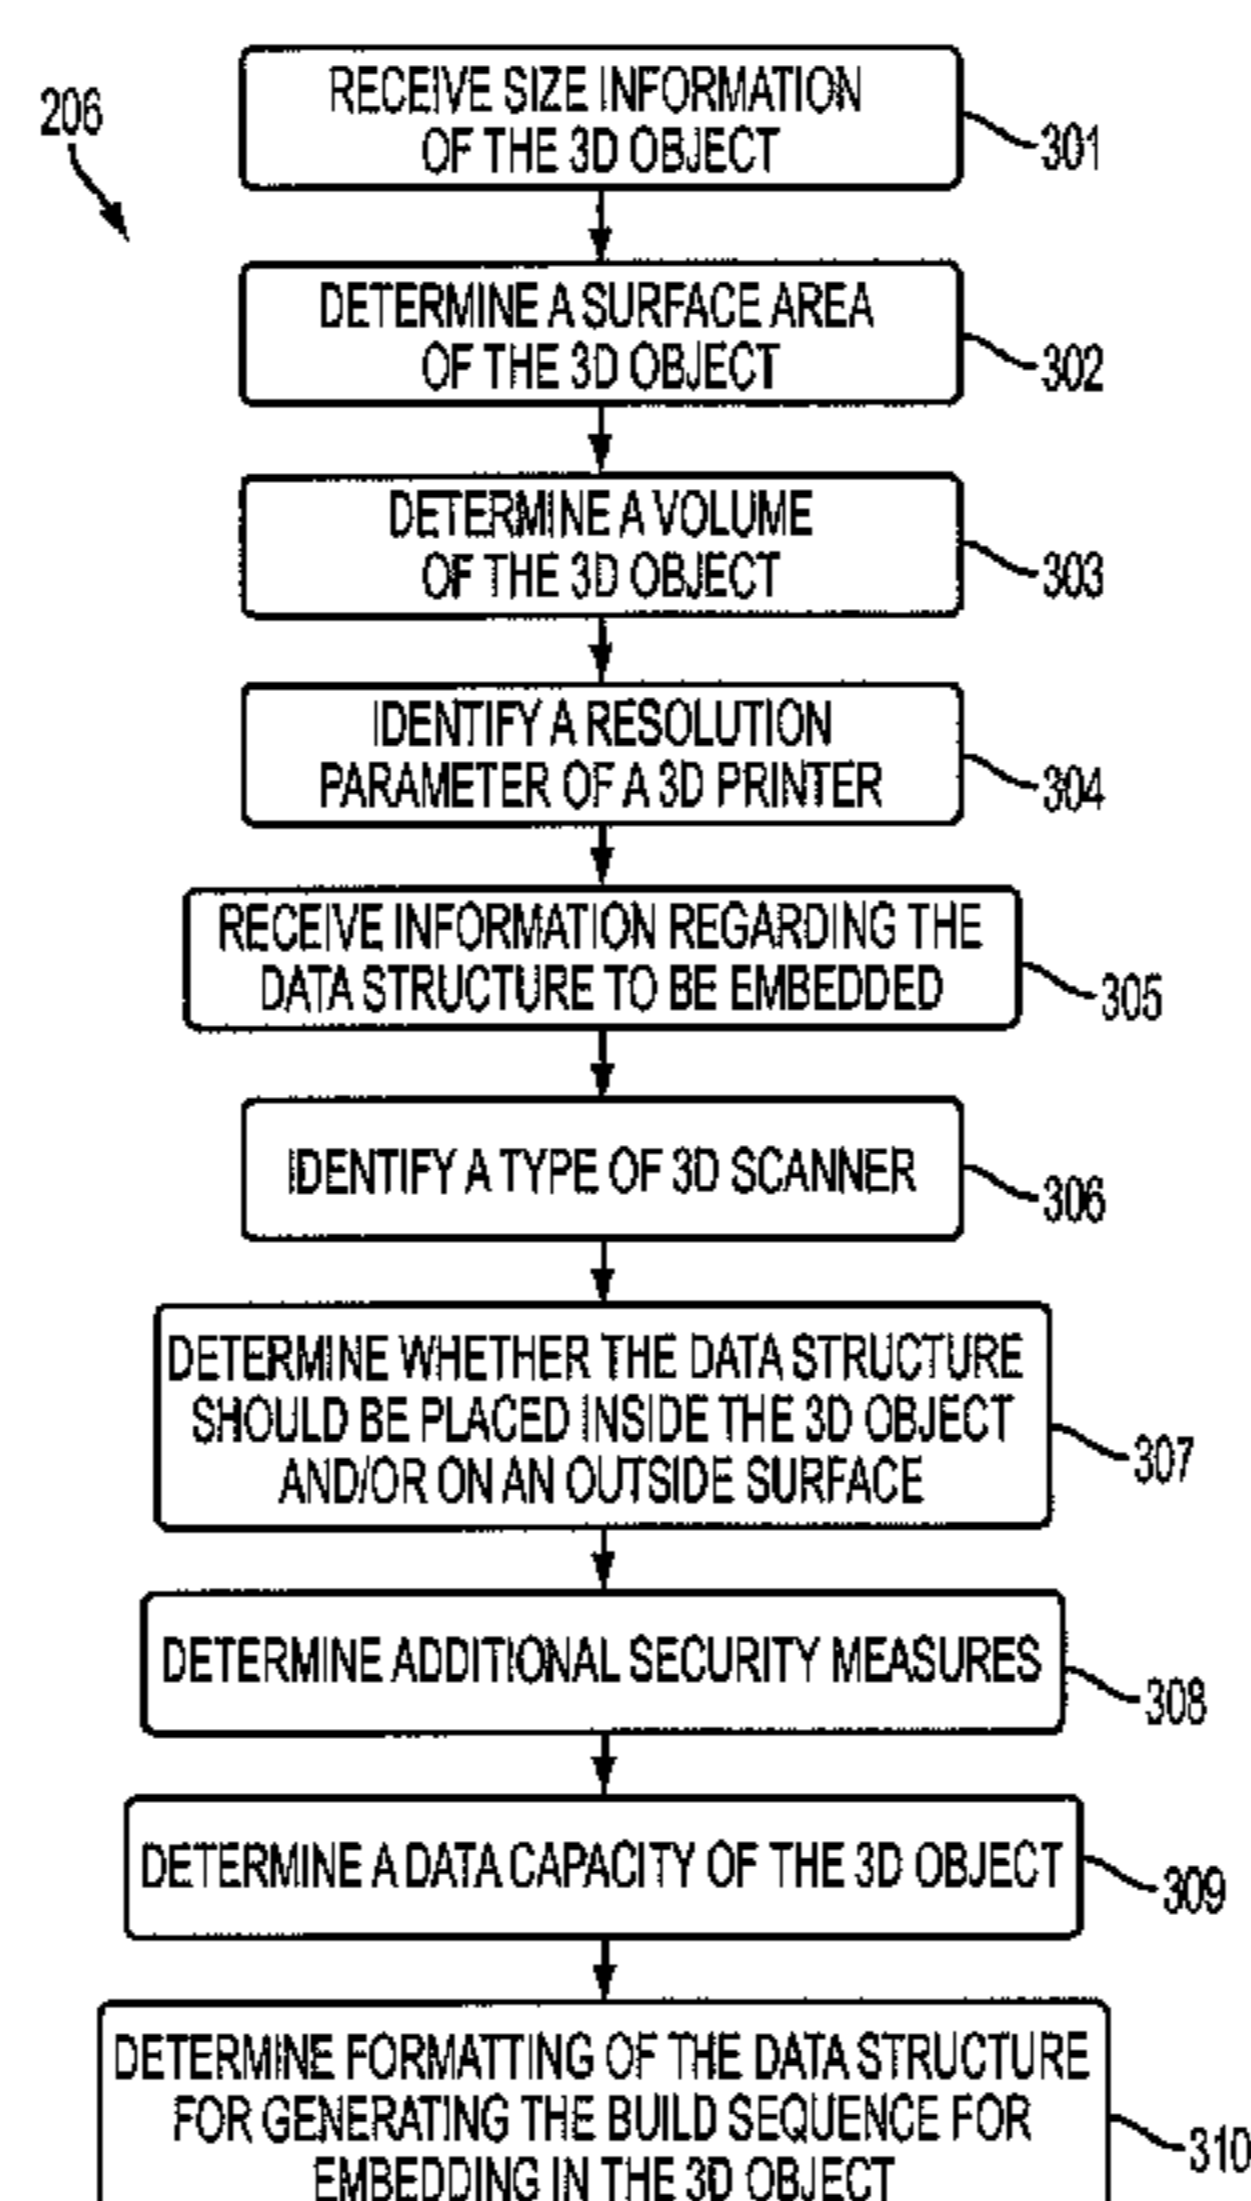 206
RECEIVE SIZE INFORMATION
OF THE 3D OBJECT
301
DETERMINE A SURFACE AREA
OF THE 3D OBJECT
302
DETERMINE A VOLUME
OF THE 3D OBJECT
303
IDENTIFY A RESOLUTION
PARAMETER OF A 3D PRINTER
304
RECEIVE INFORMATION REGARDING THE
DATA STRUCTURE TO BE EMBEDDED
305
IDENTIFY A TYPE OF 3D SCANNER
306
DETERMINE WHETHER THE DATA STRUCTURE
SHOULD BE PLACED INSIDE THE 3D OBJECT
AND/OR ON AN OUTSIDE SURFACE
307
DETERMINE ADDITIONAL SECURITY MEASURES
308
DETERMINE A DATA CAPACITY OF THE 3D OBJECT
309
DETERMINE FORMATTING OF THE DATA STRUCTURE
FOR GENERATING THE BUILD SEQUENCE FOR
EMBEDDING IN THE 3D OBJECT
310